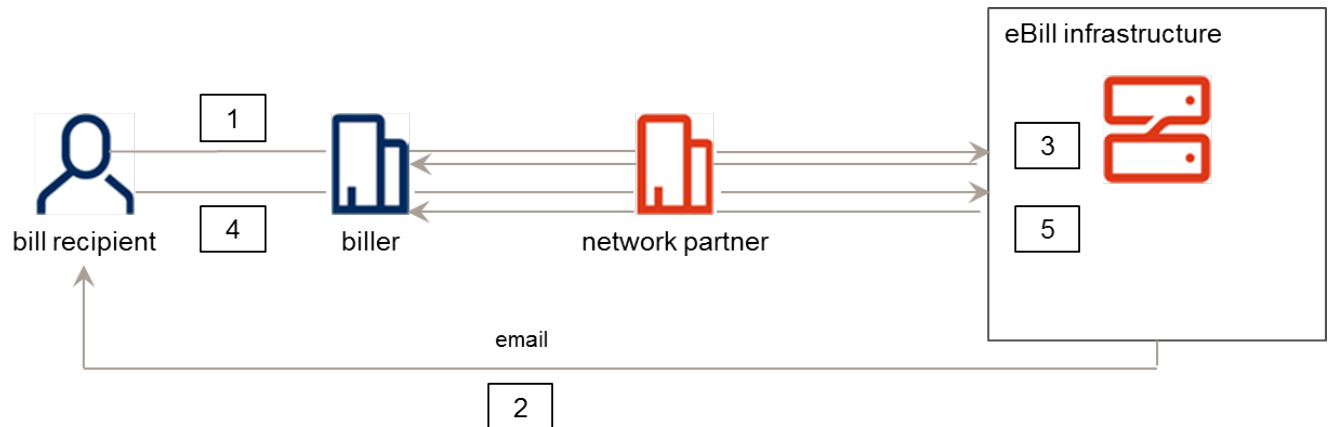 eBill infrastructure
1
3
4
5
bill recipient
biller
network partner
email
2